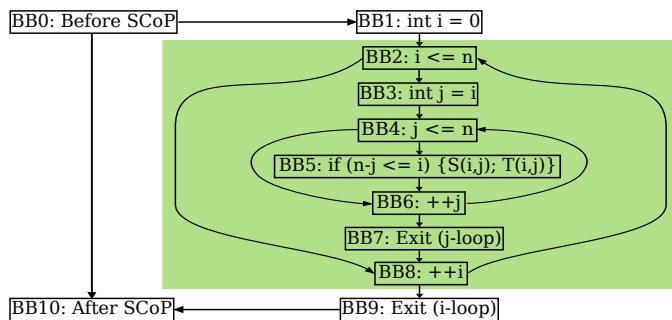 BB0: Before SCoP
BB1: int i = 0
BB2: i <= n
BB3: int j = i
BB4: j <= n
BB5: if (n-j <= i) {S(i,j); T(i,j)}
BB6: ++j
BB7: Exit (j-loop)
BB8: ++i
BB10: After SCoP
BB9: Exit (i-loop)